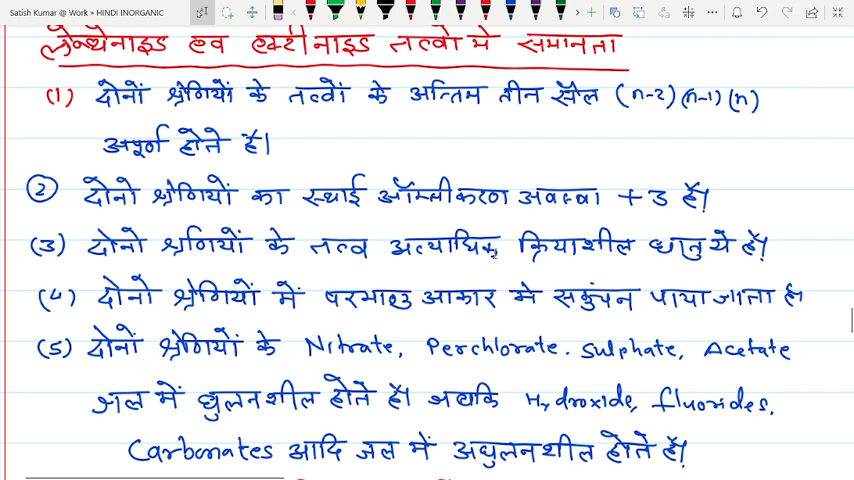 Satish Kumar @ Work » HINDI INORGANIC
लेन्थेनाइड एव एक्टीनाइड तत्वो मे समानता
(1) दोनों श्रेणियों के तत्वों के अन्तिम तीन सैल (n-2)(n-1)(n)
अपूर्ण होते हैं।
② दोनो श्रेणियों का स्थाई ऑक्सीकरण अवस्था +3 हैं।
(3) दोनो श्रणियों के तत्व अत्याधिक क्रियाशील धातुये हैं।
(4) दोनो श्रेणियों में परमाणु आकार मे संकुचन पाया जाता है।
(5) दोनों श्रेणियों के Nitrate, Perchlorate. Sulphate, Acetate
जल में घुलनशील होते हैं। जबकि Hydroxide, fluorides,
Carbonates आदि जल में अघुलनशील होते हैं।